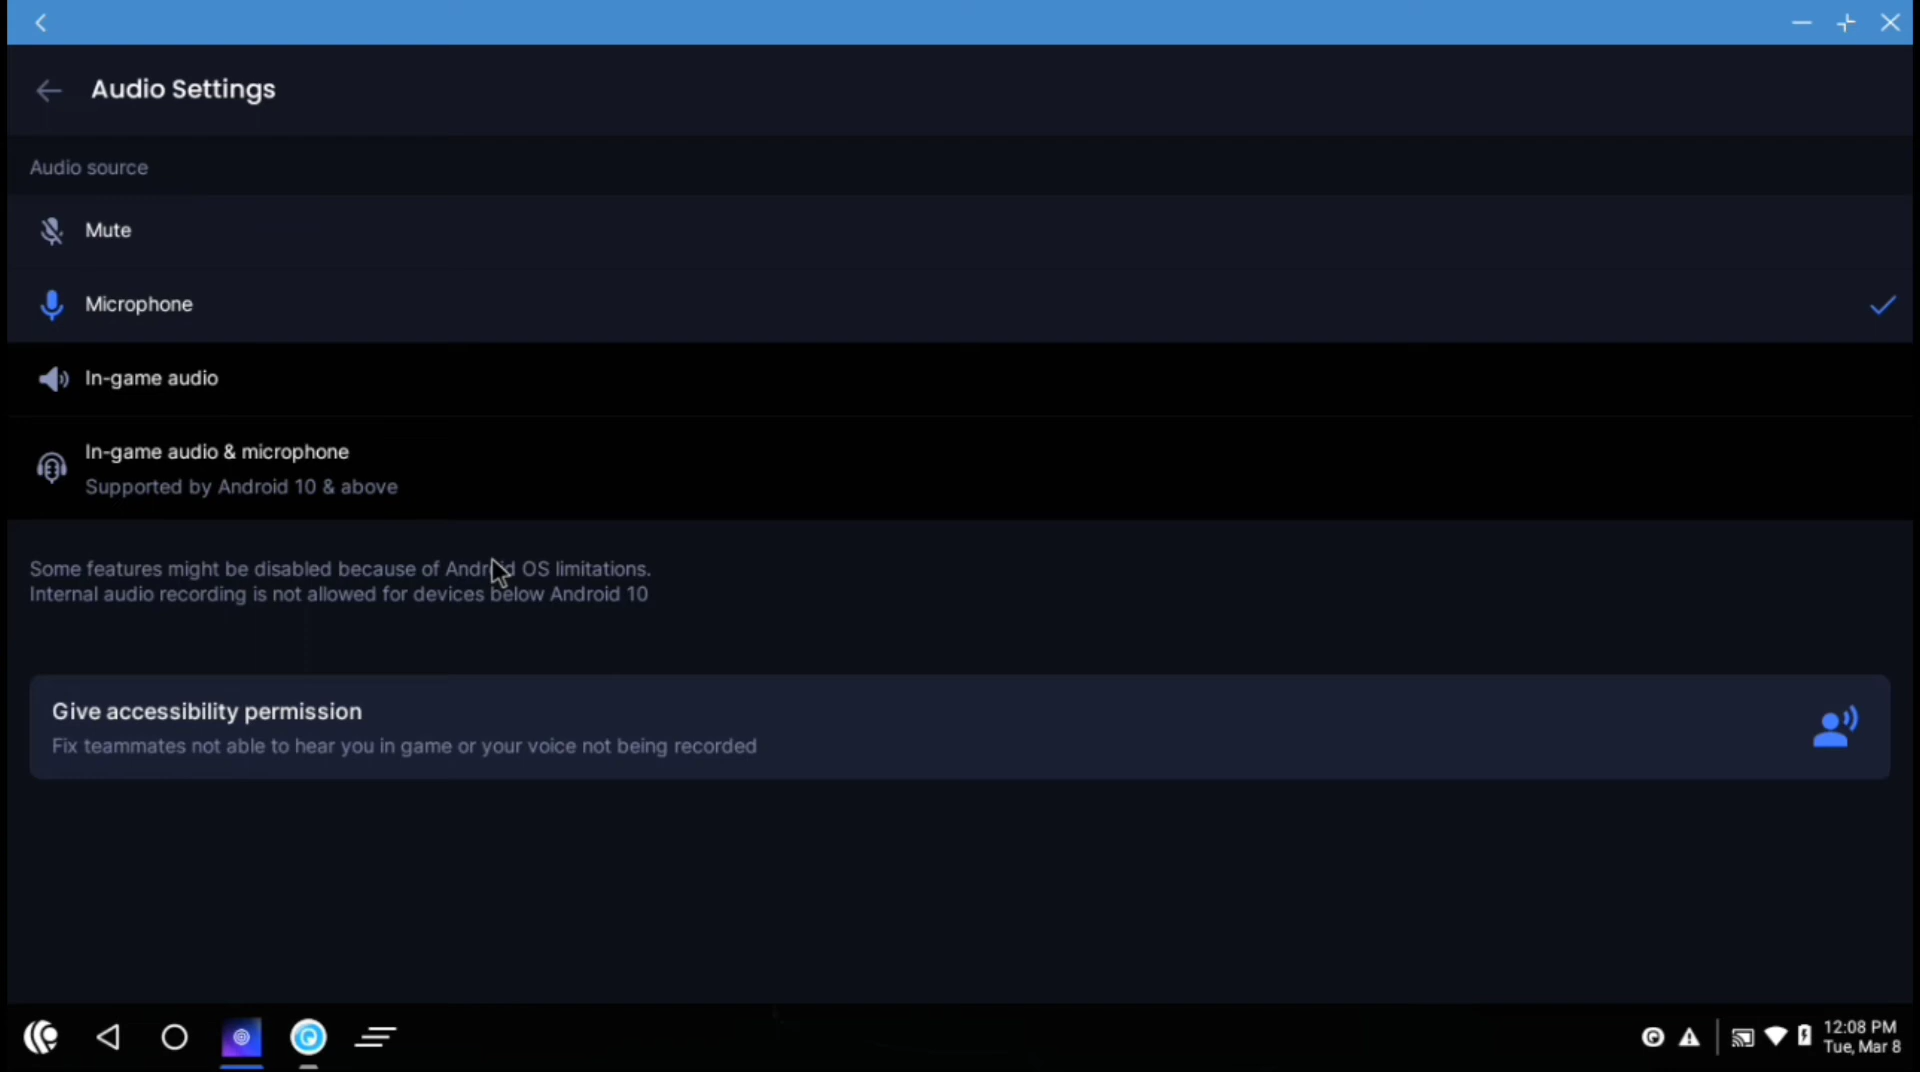 Audio Settings
Audio source
Mute
Microphone
In-game audio
In-game audio & microphone
Supported by Android 10 & above
Some features might be disabled because of Android OS limitations.
Internal audio recording is not allowed for devices below Android 10
Give accessibility permission
Fix teammates not able to hear you in game or your voice not being recorded
12:08 PM
Tue, Mar 8